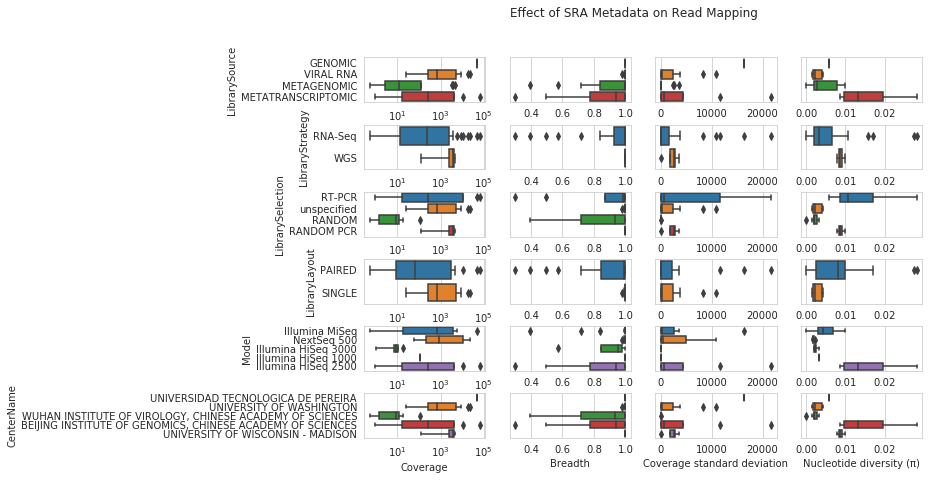 Effect of SRA Metadata on Read Mapping
LibrarySource
GENOMIC
VIRAL RNA
METAGENOMIC
METATRANSCRIPTOMIC
10¹ 10³ 10⁵ 0.4 0.6 0.8 1.0 0 10000 20000 0.00 0.01 0.02
LibraryStrategy
RNA-Seq
WGS
10¹ 10³ 10⁵ 0.4 0.6 0.8 1.0 0 10000 20000 0.00 0.01 0.02
LibrarySelection
RT-PCR
unspecified
RANDOM
RANDOM PCR
10¹ 10³ 10⁵ 0.4 0.6 0.8 1.0 0 10000 20000 0.00 0.01 0.02
LibraryLayout
PAIRED
SINGLE
10¹ 10³ 10⁵ 0.4 0.6 0.8 1.0 0 10000 20000 0.00 0.01 0.02
Model
Illumina MiSeq
NextSeq 500
Illumina HiSeq 3000
Illumina HiSeq 1000
Illumina HiSeq 2500
10¹ 10³ 10⁵ 0.4 0.6 0.8 1.0 0 10000 20000 0.00 0.01 0.02
CenterName
UNIVERSIDAD TECNOLOGICA DE PEREIRA
UNIVERSITY OF WASHINGTON
WUHAN INSTITUTE OF VIROLOGY, CHINESE ACADEMY OF SCIENCES
BEIJING INSTITUTE OF GENOMICS, CHINESE ACADEMY OF SCIENCES
UNIVERSITY OF WISCONSIN - MADISON
10¹ 10³ 10⁵ 0.4 0.6 0.8 1.0 0 10000 20000 0.00 0.01 0.02
Coverage Breadth Coverage standard deviation Nucleotide diversity (π)